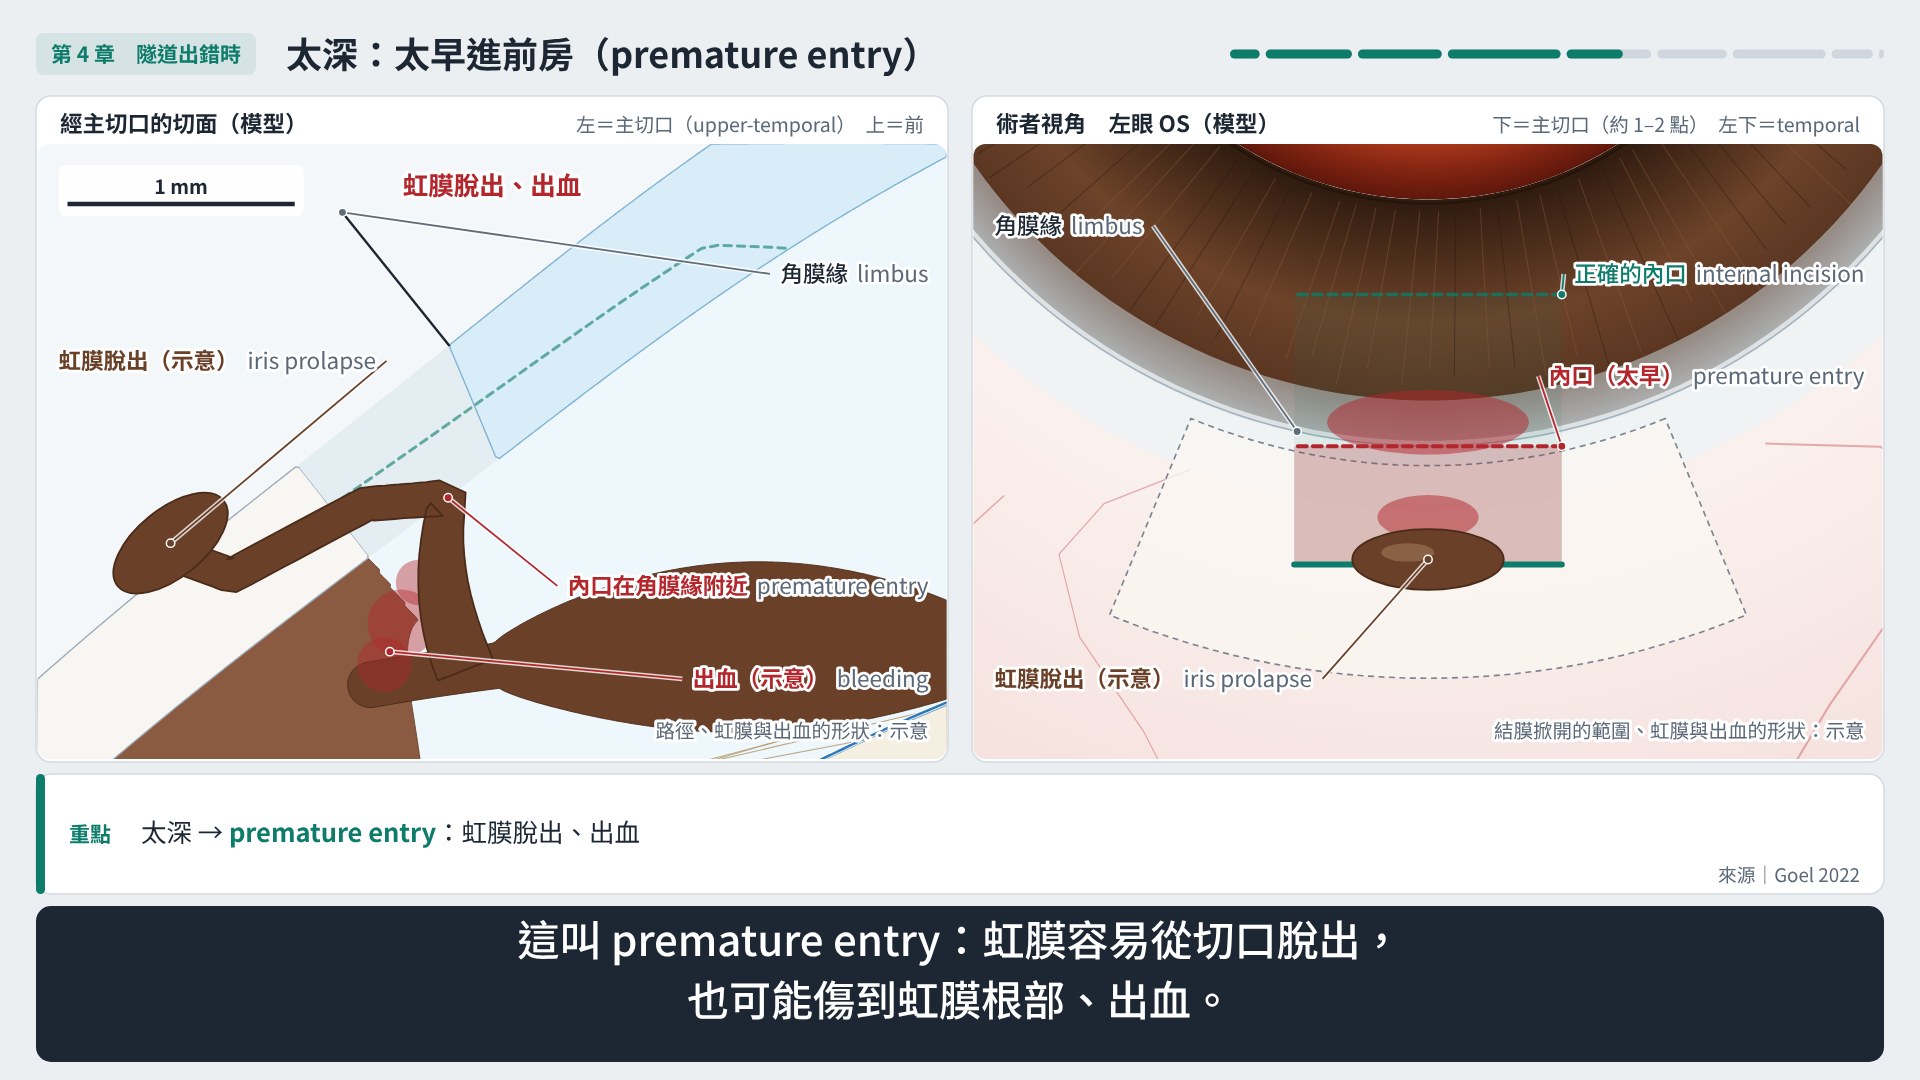 第 4 章　隧道出錯時
太深：太早進前房（premature entry）
經主切口的切面（模型）
左＝主切口（upper-temporal）　上＝前
1 mm
虹膜脫出、出血
角膜緣 limbus
虹膜脫出（示意） iris prolapse
內口在角膜緣附近 premature entry
出血（示意） bleeding
路徑、虹膜與出血的形狀：示意
術者視角　左眼 OS（模型）
下＝主切口（約 1–2 點）　左下＝temporal
角膜緣 limbus
正確的內口 internal incision
內口（太早） premature entry
虹膜脫出（示意） iris prolapse
結膜掀開的範圍、虹膜與出血的形狀：示意
重點　太深 → premature entry：虹膜脫出、出血
來源｜Goel 2022
這叫 premature entry：虹膜容易從切口脫出，
也可能傷到虹膜根部、出血。